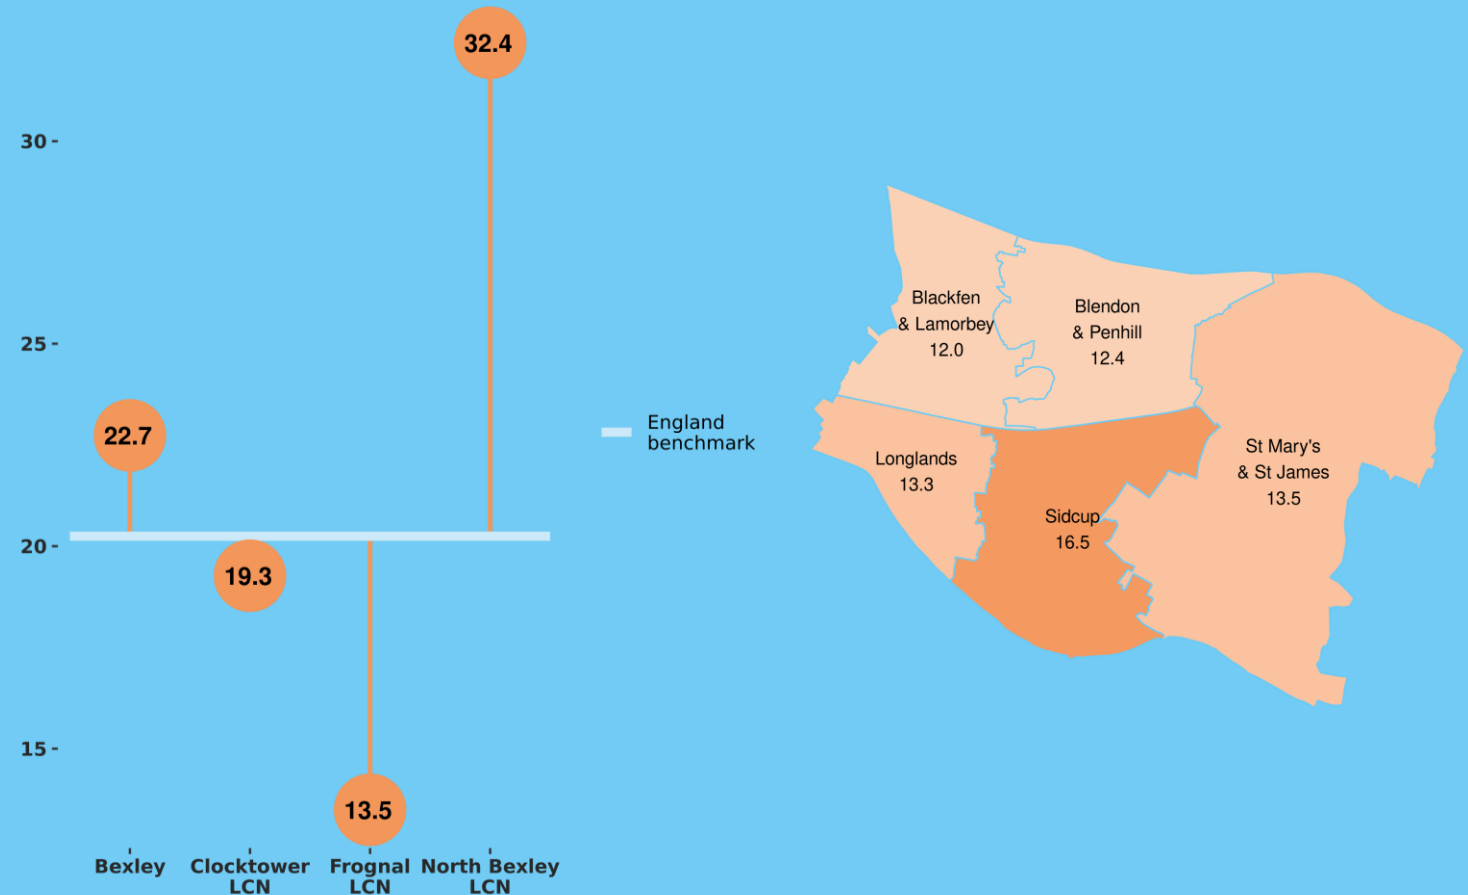 32.4
30
25
22.7
20
19.3
15
13.5
Bexley
Clocktower
LCN
Frognal
LCN
North Bexley
LCN
England
benchmark
Blackfen
& Lamorbey
12.0
Blendon
& Penhill
12.4
Longlands
13.3
Sidcup
16.5
St Mary's
& St James
13.5